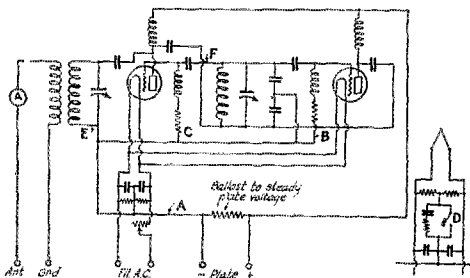 A
F
E
C
B
Ballast to steady
plate voltage
A
D
Ant Gnd Fil. A.C. - Plate +